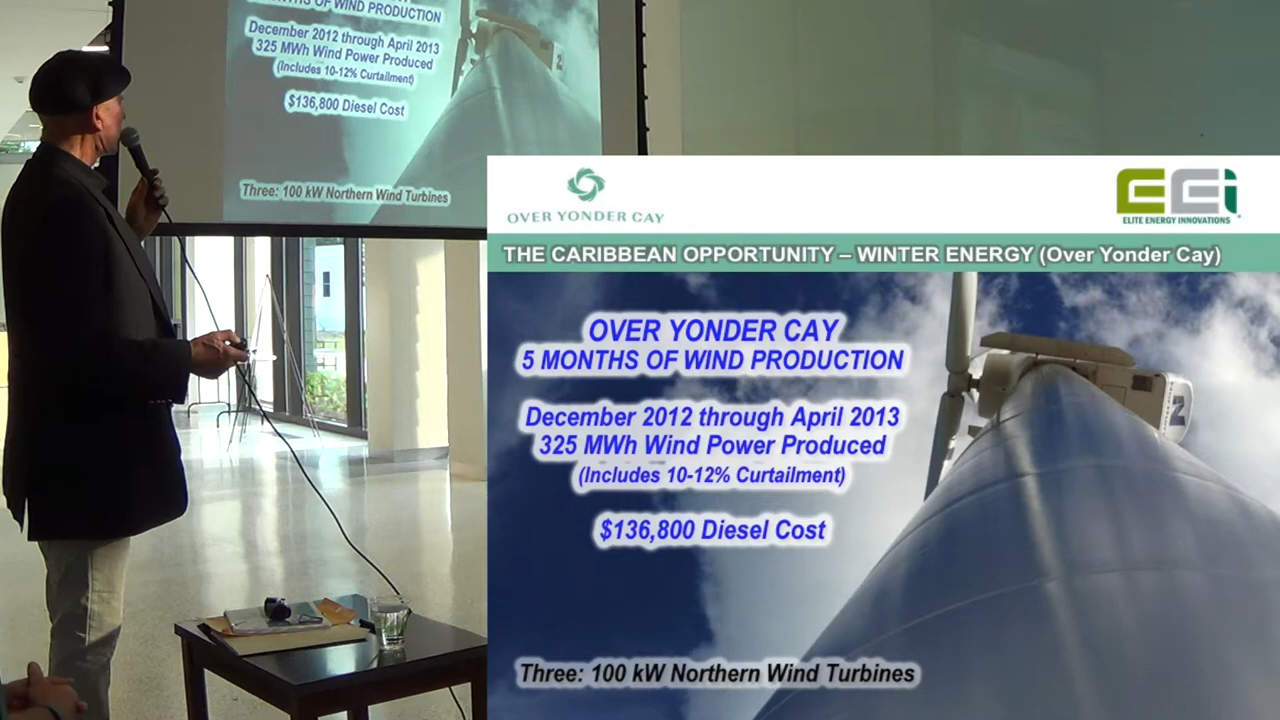 5 MONTHS OF WIND PRODUCTION
December 2012 through April 2013
325 MWh Wind Power Produced
(Includes 10-12% Curtailment)
$136,800 Diesel Cost
Three: 100 kW Northern Wind Turbines
OVER YONDER CAY
EEi
ELITE ENERGY INNOVATIONS
THE CARIBBEAN OPPORTUNITY – WINTER ENERGY (Over Yonder Cay)
OVER YONDER CAY
5 MONTHS OF WIND PRODUCTION
December 2012 through April 2013
325 MWh Wind Power Produced
(Includes 10-12% Curtailment)
$136,800 Diesel Cost
N
Three: 100 kW Northern Wind Turbines